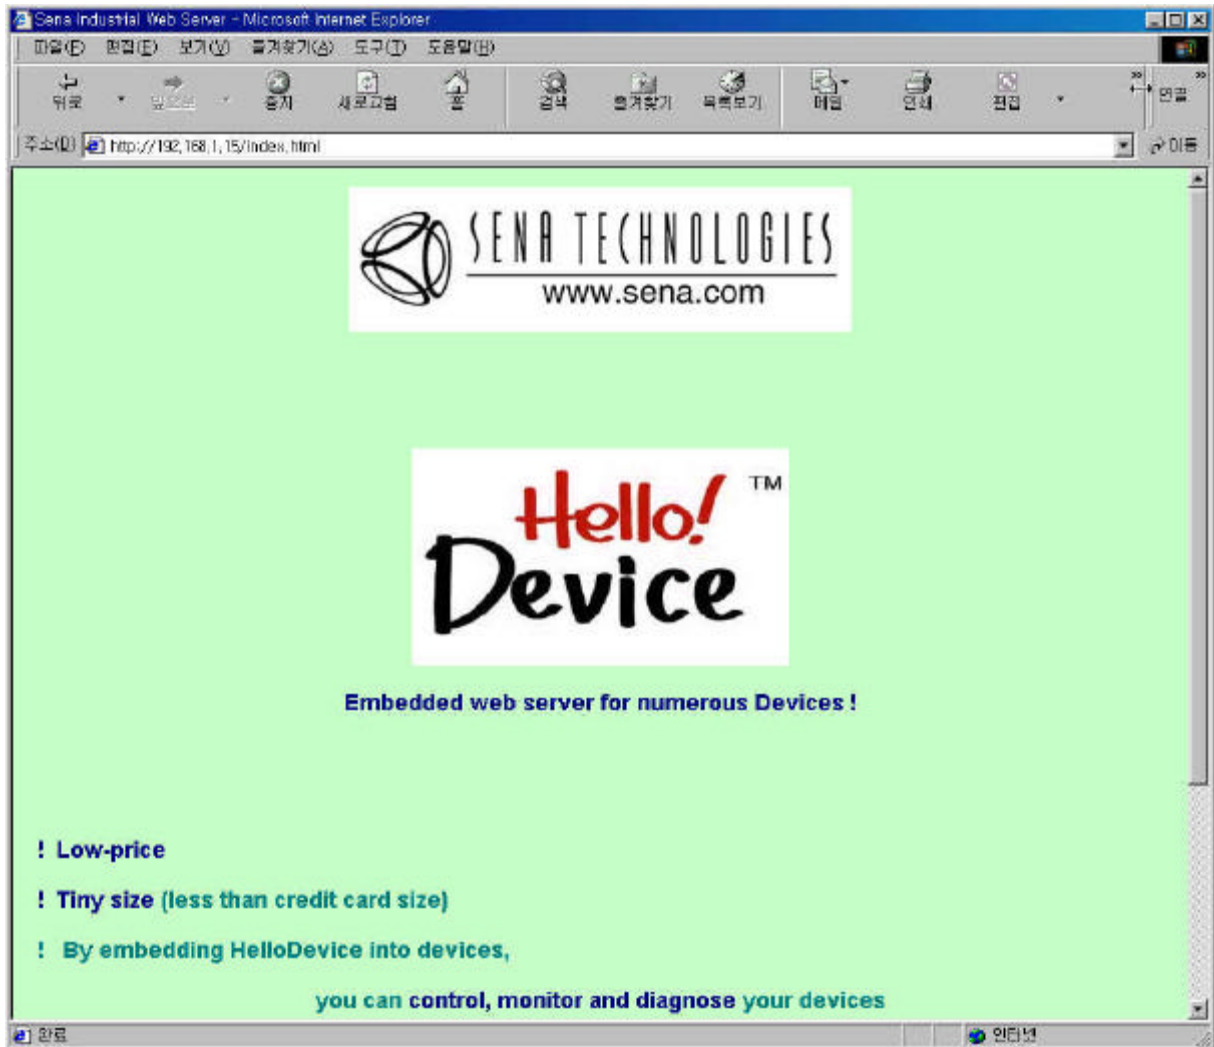 Sena Industrial Web Server - Microsoft Internet Explorer
파일(F) 편집(E) 보기(V) 즐겨찾기(A) 도구(T) 도움말(H)
뒤로 앞으로 중지 새로고침 홈 검색 즐겨찾기 목록보기 메일 인쇄 편집 » 연결 »
주소(D) http://192,168,1,15/index,html 이동
SENA TECHNOLOGIES
www.sena.com
Hello! TM
Device
Embedded web server for numerous Devices !
! Low-price
! Tiny size (less than credit card size)
! By embedding HelloDevice into devices,
you can control, monitor and diagnose your devices
완료 인터넷